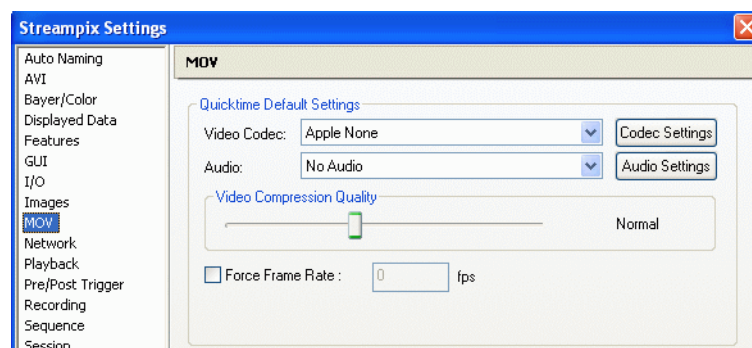 Streampix Settings
Auto Naming
AVI
Bayer/Color
Displayed Data
Features
GUI
I/O
Images
MOV
Network
Playback
Pre/Post Trigger
Recording
Sequence
Session
MOV
Quicktime Default Settings
Video Codec: Apple None Codec Settings
Audio: No Audio Audio Settings
Video Compression Quality
Normal
Force Frame Rate : 0 fps